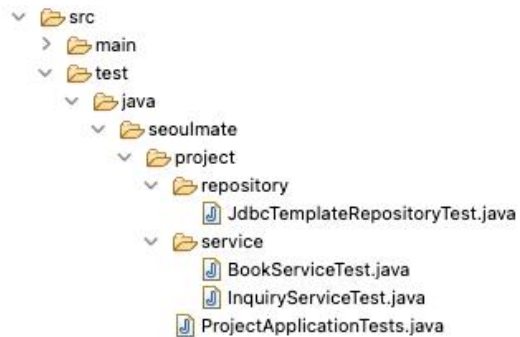 src
main
test
java
seoulmate
project
repository
JdbcTemplateRepositoryTest.java
service
BookServiceTest.java
InquiryServiceTest.java
ProjectApplicationTests.java